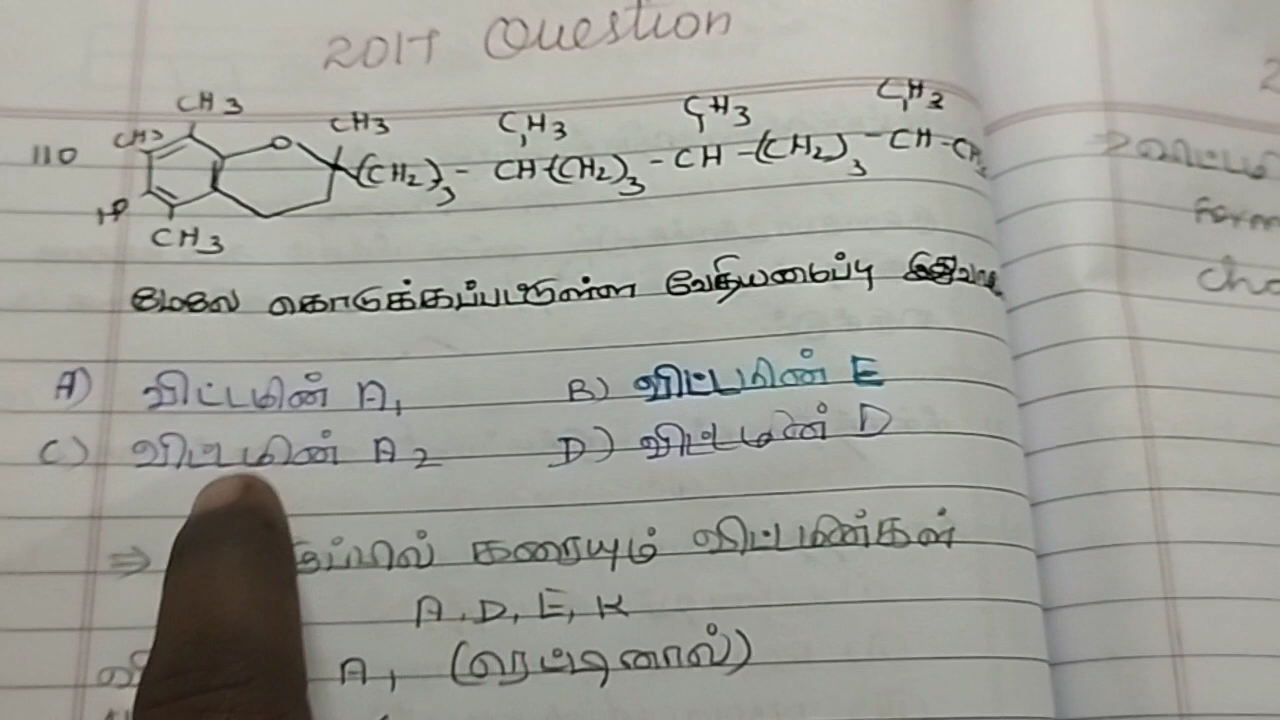 2017 Question
CH3
CH3 O CH3 CH3 CH3 CH3
110 (CH2)3 - CH-(CH2)3 - CH -(CH2)3 - CH-CH3
HO
CH3
மேலே கொடுக்கப்பட்டுள்ள வேதியமைப்பு
A) விட்டமின் A1 B) விட்டமின் E
C) விட்டமின் A2 D) விட்டமின் D
⇒ கரையும் விட்டமின்கள்
A, D, E, K
A1 (ரெட்டினால்)